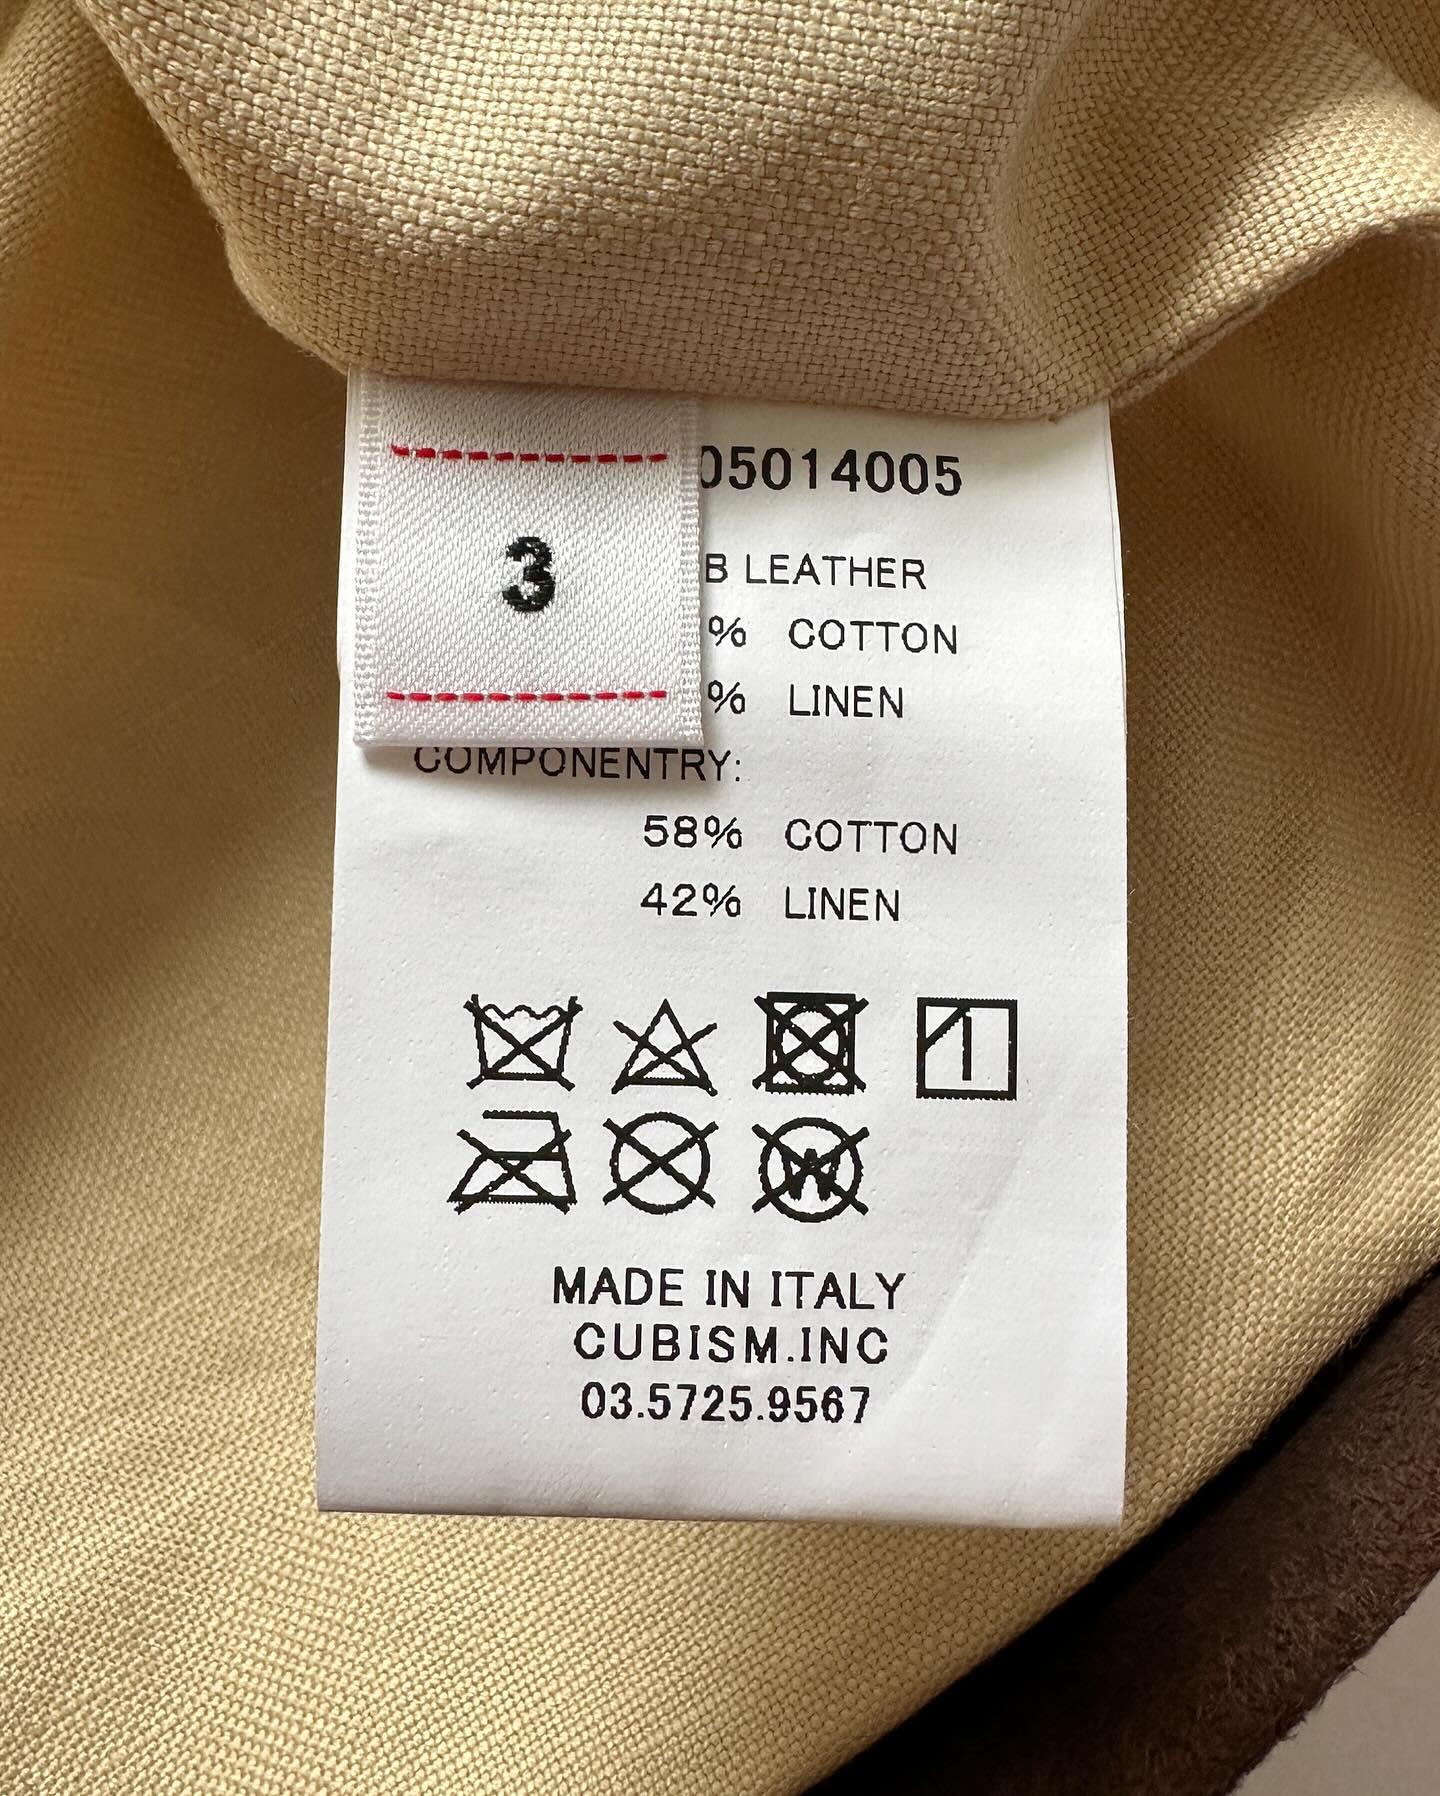 05014005
3
B LEATHER
% COTTON
% LINEN
COMPONENTRY:
58% COTTON
42% LINEN
W
MADE IN ITALY
CUBISM.INC
03.5725.9567